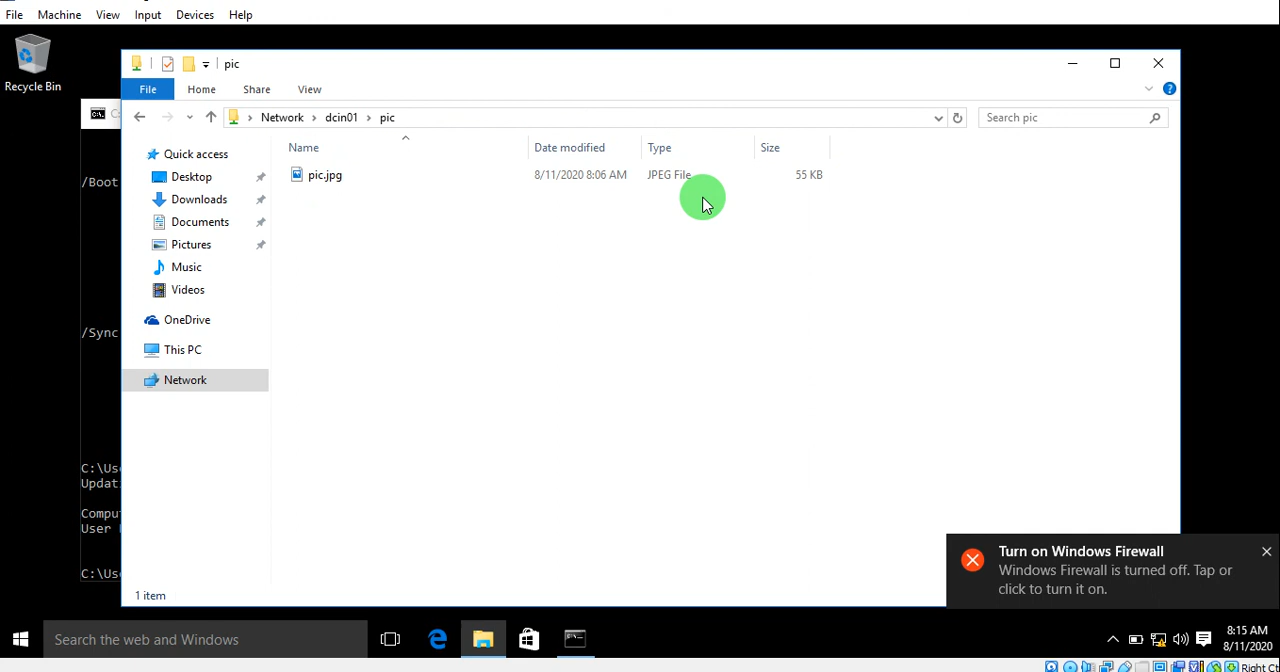 File Machine View Input Devices Help
Recycle Bin
pic
File Home Share View
Network dcin01 pic
Search pic
Name Date modified Type Size
pic.jpg 8/11/2020 8:06 AM JPEG File 55 KB
Quick access
Desktop
Downloads
Documents
Pictures
Music
Videos
OneDrive
This PC
Network
/Boot
/Sync
C:\Use
Updat
Compu
User
C:\Use
1 item
Turn on Windows Firewall
Windows Firewall is turned off. Tap or
click to turn it on.
Search the web and Windows
8:15 AM
8/11/2020
Right Ct